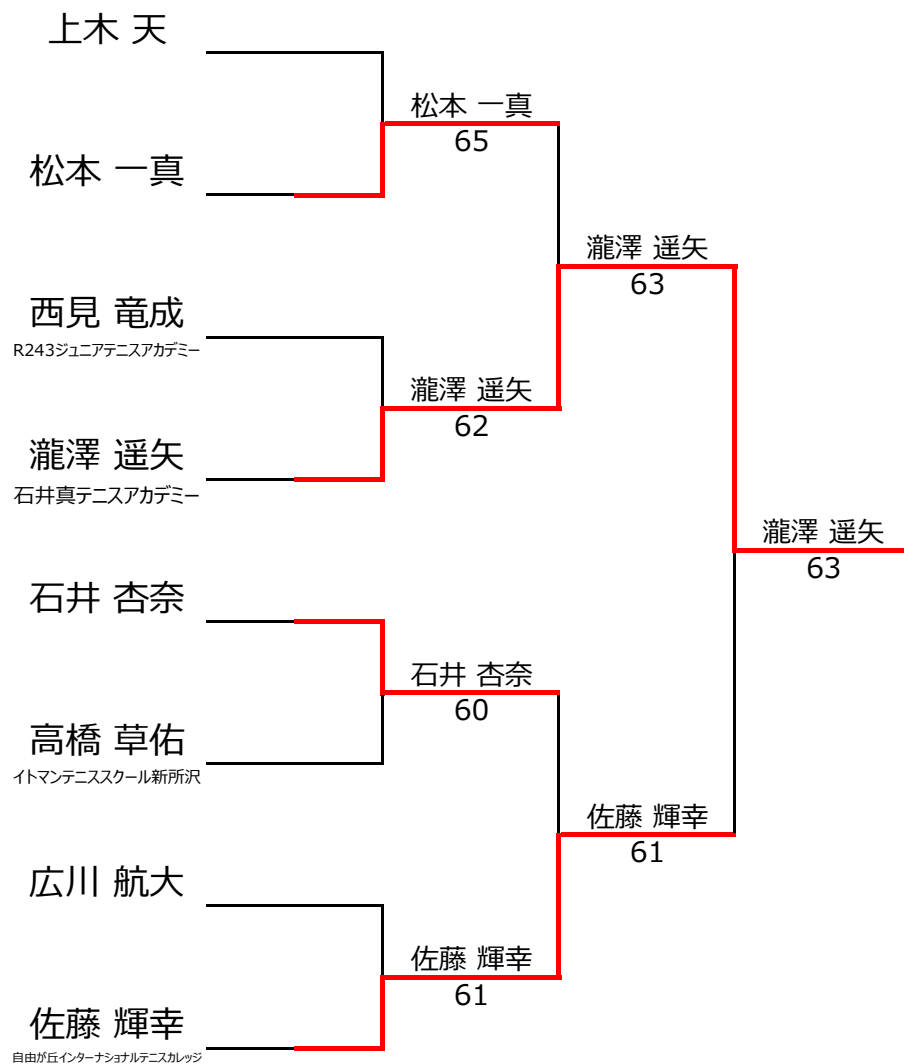 上木 天
松本 一真
65
松本 一真
瀧澤 遥矢
63
西見 竜成
R243ジュニアテニスアカデミー
瀧澤 遥矢
62
瀧澤 遥矢
石井真テニスアカデミー
瀧澤 遥矢
63
石井 杏奈
石井 杏奈
60
高橋 草佑
イトマンテニススクール新所沢
佐藤 輝幸
61
広川 航大
佐藤 輝幸
61
佐藤 輝幸
自由が丘インターナショナルテニスカレッジ